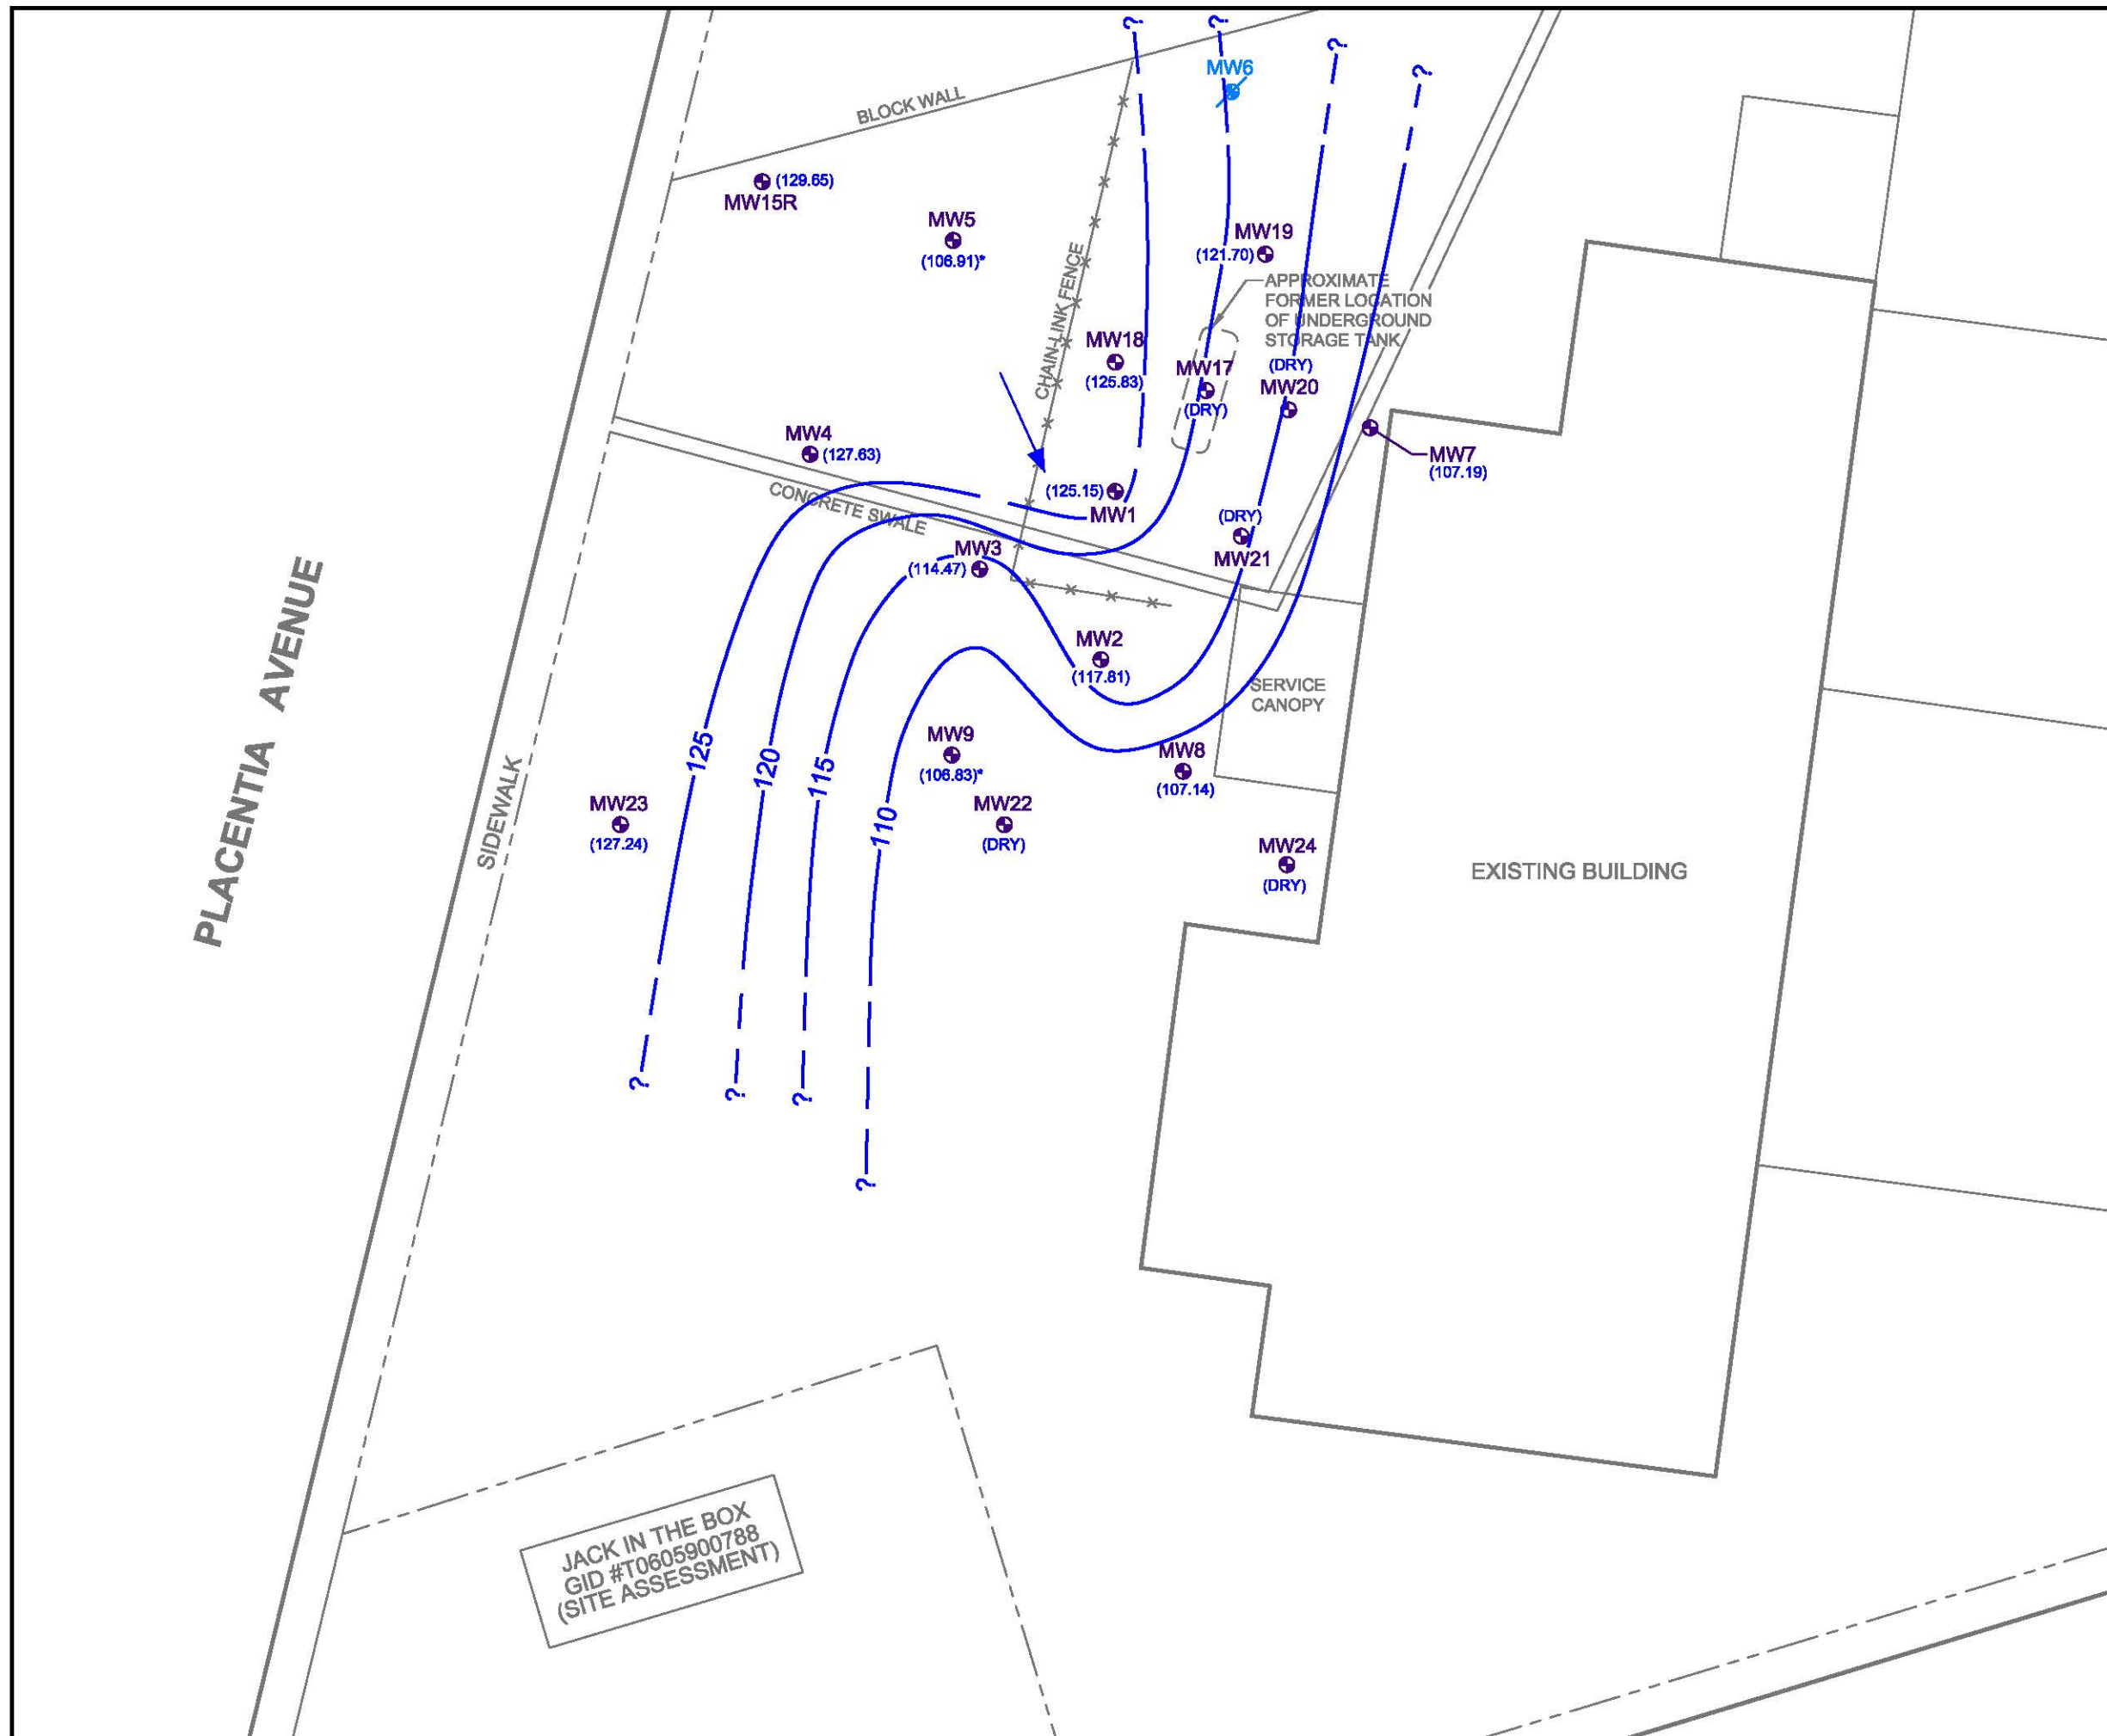 ?
?
?
?
MW6
BLOCK WALL
(129.65)
MW15R
MW5
(106.91)*
MW19
(121.70)
CHAIN-LINK FENCE
APPROXIMATE
FORMER LOCATION
OF UNDERGROUND
STORAGE TANK
MW18
(125.83)
MW17
(DRY)
(DRY)
MW20
MW4
(127.63)
MW7
(107.19)
CONCRETE SWALE
(125.15)
MW1
(DRY)
MW21
MW3
(114.47)
MW2
(117.81)
SERVICE
CANOPY
PLACENTIA AVENUE
SIDEWALK
125
120
115
110
MW9
(106.83)*
MW8
(107.14)
MW23
(127.24)
MW22
(DRY)
MW24
(DRY)
EXISTING BUILDING
?
?
?
?
JACK IN THE BOX
GID #T0605900788
(SITE ASSESSMENT)